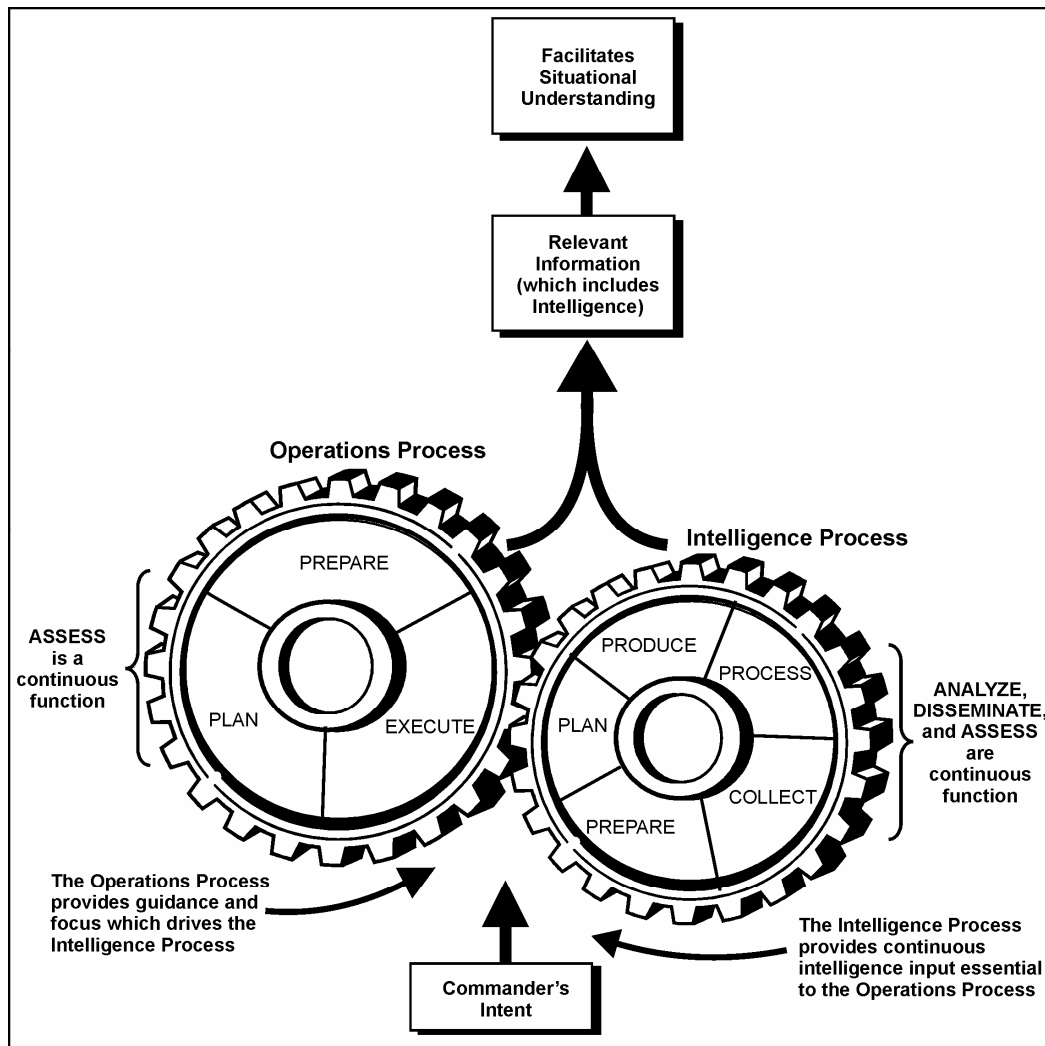 Facilitates
Situational
Understanding
Relevant
Information
(which includes
Intelligence)
Operations Process
Intelligence Process
PREPARE
PLAN
EXECUTE
ASSESS
is a
continuous
function
PRODUCE
PROCESS
PLAN
COLLECT
PREPARE
ANALYZE,
DISSEMINATE,
and ASSESS
are
continuous
function
The Operations Process
provides guidance and
focus which drives the
Intelligence Process
Commander's
Intent
The Intelligence Process
provides continuous
intelligence input essential
to the Operations Process